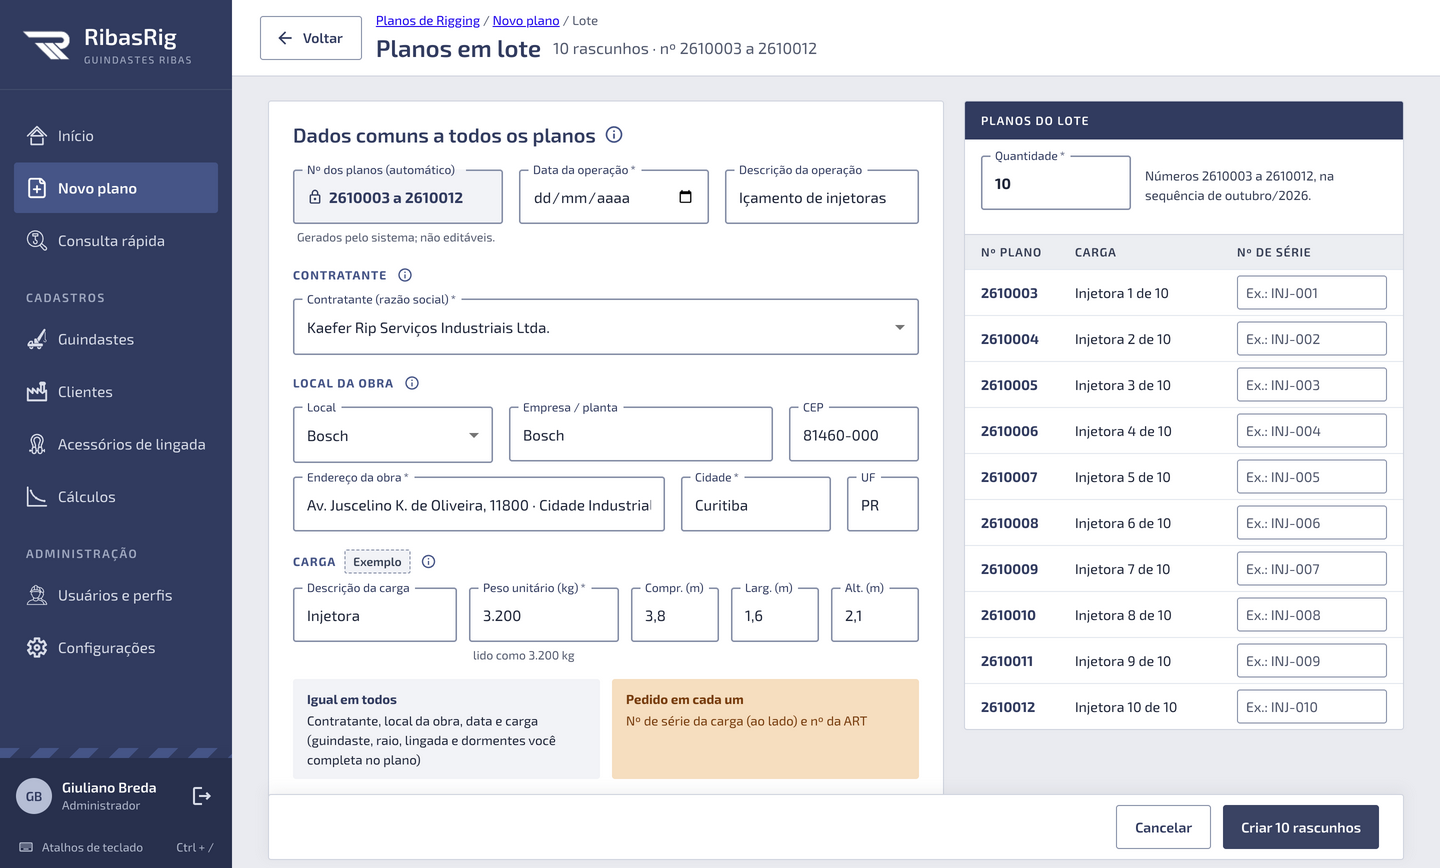 RibasRig
GUINDASTES RIBAS
Início
Novo plano
Consulta rápida
CADASTROS
Guindastes
Clientes
Acessórios de lingada
Cálculos
ADMINISTRAÇÃO
Usuários e perfis
Configurações
GB
Giuliano Breda
Administrador
Atalhos de teclado Ctrl + /
Voltar
Planos de Rigging / Novo plano / Lote
Planos em lote 10 rascunhos · nº 2610003 a 2610012
Dados comuns a todos os planos
Nº dos planos (automático)
2610003 a 2610012
Gerados pelo sistema; não editáveis.
Data da operação *
dd/mm/aaaa
Descrição da operação
Içamento de injetoras
CONTRATANTE
Contratante (razão social) *
Kaefer Rip Serviços Industriais Ltda.
LOCAL DA OBRA
Local
Bosch
Empresa / planta
Bosch
CEP
81460-000
Endereço da obra *
Av. Juscelino K. de Oliveira, 11800 · Cidade Industrial
Cidade *
Curitiba
UF
PR
CARGA Exemplo
Descrição da carga
Injetora
Peso unitário (kg) *
3.200
lido como 3.200 kg
Compr. (m)
3,8
Larg. (m)
1,6
Alt. (m)
2,1
Igual em todos
Contratante, local da obra, data e carga
(guindaste, raio, lingada e dormentes você
completa no plano)
Pedido em cada um
Nº de série da carga (ao lado) e nº da ART
PLANOS DO LOTE
Quantidade *
10
Números 2610003 a 2610012, na
sequência de outubro/2026.
Nº PLANO CARGA Nº DE SÉRIE
2610003 Injetora 1 de 10 Ex.: INJ-001
2610004 Injetora 2 de 10 Ex.: INJ-002
2610005 Injetora 3 de 10 Ex.: INJ-003
2610006 Injetora 4 de 10 Ex.: INJ-004
2610007 Injetora 5 de 10 Ex.: INJ-005
2610008 Injetora 6 de 10 Ex.: INJ-006
2610009 Injetora 7 de 10 Ex.: INJ-007
2610010 Injetora 8 de 10 Ex.: INJ-008
2610011 Injetora 9 de 10 Ex.: INJ-009
2610012 Injetora 10 de 10 Ex.: INJ-010
Cancelar
Criar 10 rascunhos